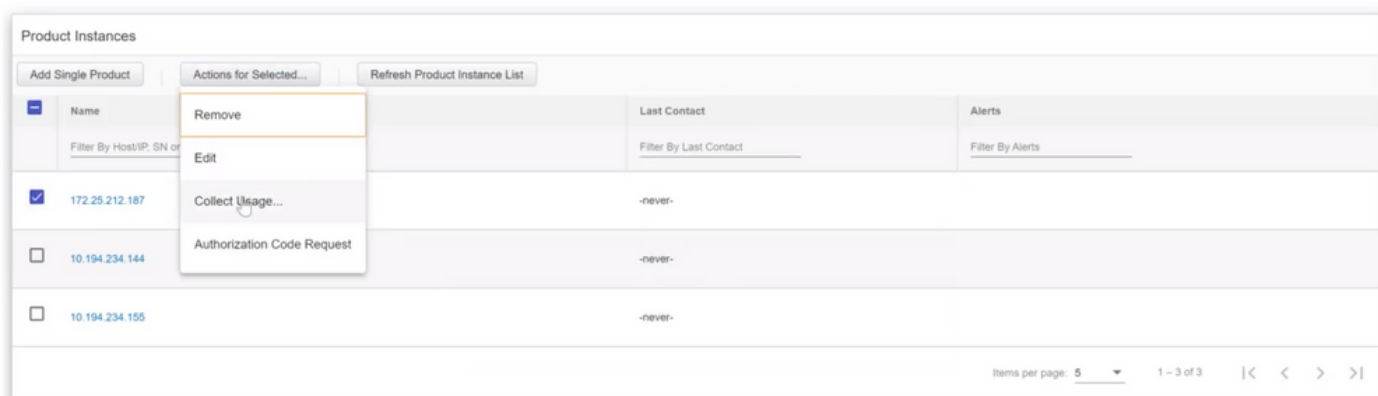 Product Instances
Add Single Product Actions for Selected... Refresh Product Instance List
Name Last Contact Alerts
Remove
Filter By Host/IP, SN or Filter By Last Contact Filter By Alerts
Edit
172.25.212.187 Collect Usage... -never-
Authorization Code Request
10.194.234.144 -never-
10.194.234.155 -never-
Items per page: 5 1 – 3 of 3